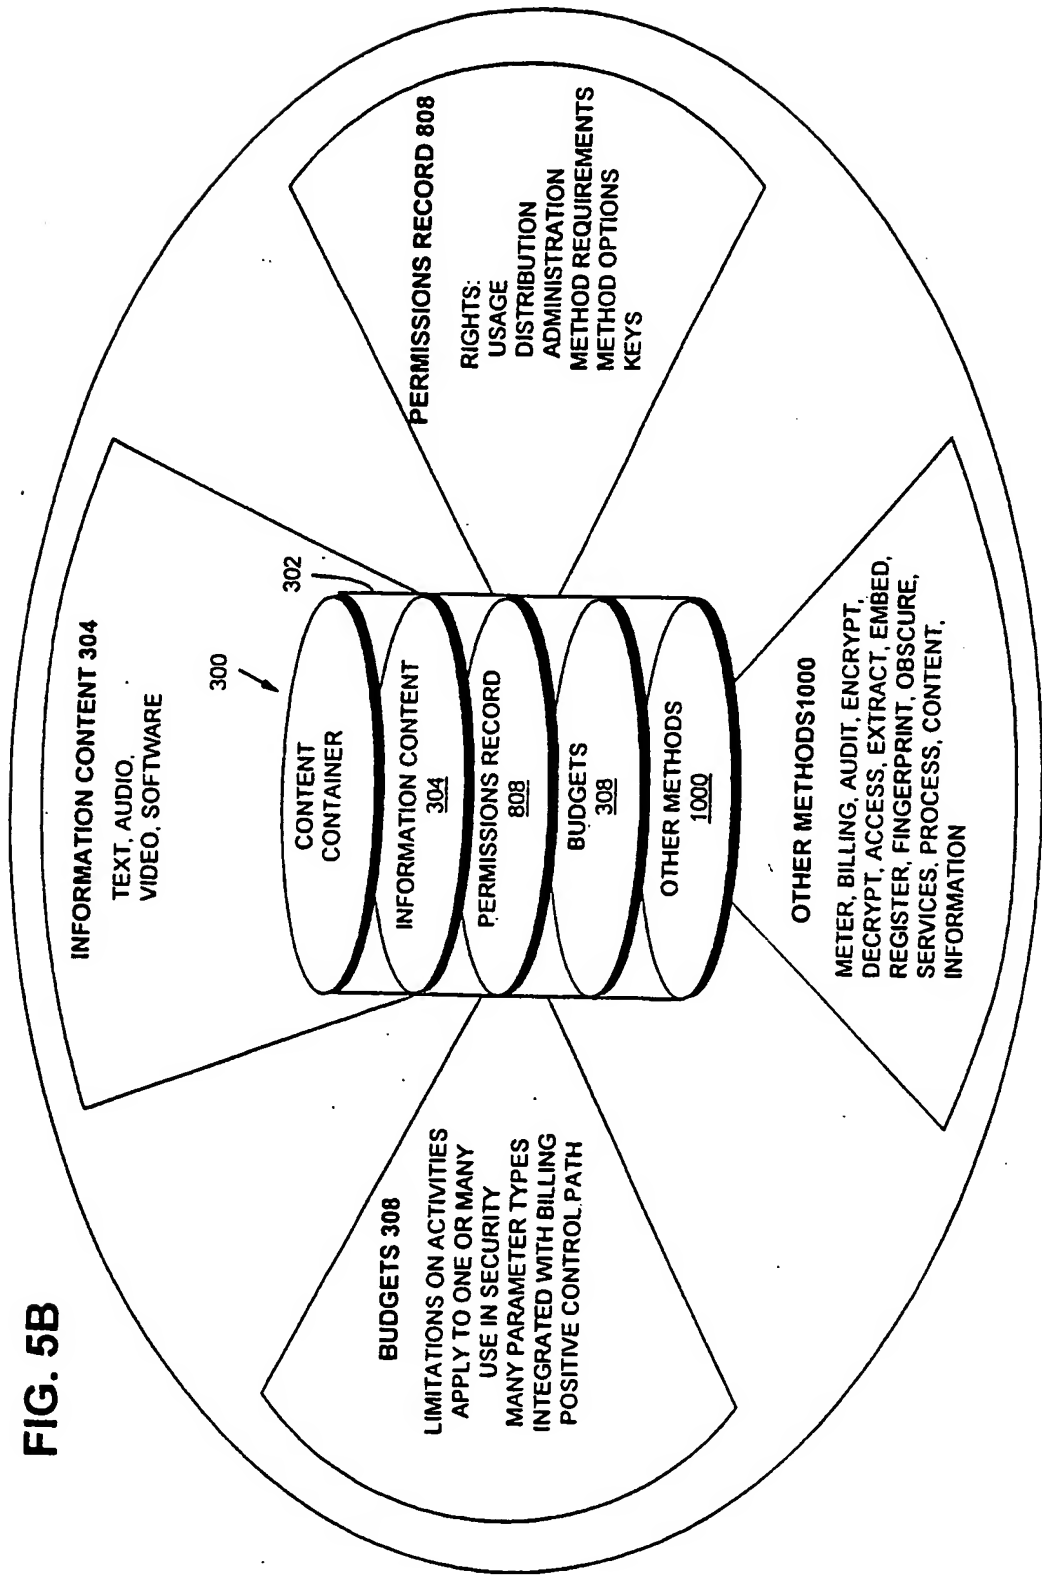 FIG. 5B
INFORMATION CONTENT 304
TEXT, AUDIO,
VIDEO, SOFTWARE
300
302
CONTENT
CONTAINER
INFORMATION CONTENT
304
PERMISSIONS RECORD
808
BUDGETS
308
OTHER METHODS
1000
BUDGETS 308
LIMITATIONS ON ACTIVITIES
APPLY TO ONE OR MANY
USE IN SECURITY
MANY PARAMETER TYPES
INTEGRATED WITH BILLING
POSITIVE CONTROL PATH
PERMISSIONS RECORD 808
RIGHTS:
USAGE
DISTRIBUTION
ADMINISTRATION
METHOD REQUIREMENTS
METHOD OPTIONS
KEYS
OTHER METHODS1000
METER, BILLING, AUDIT, ENCRYPT,
DECRYPT, ACCESS, EXTRACT, EMBED,
REGISTER, FINGERPRINT, OBSCURE,
SERVICES, PROCESS, CONTENT,
INFORMATION